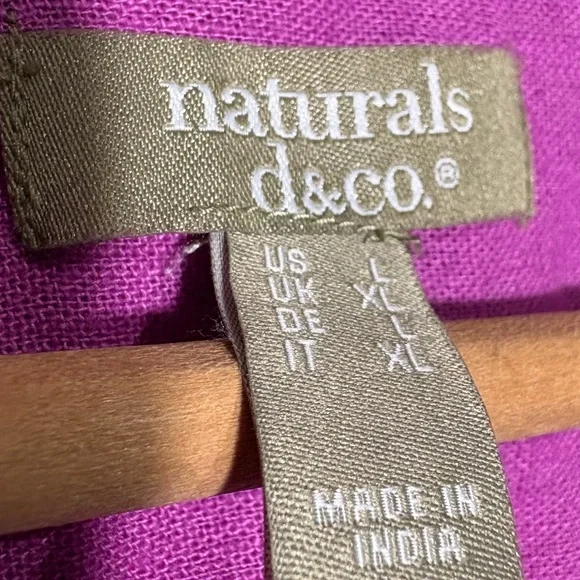 naturals
d&co.®
US L
UK XL
DE L
IT XL
MADE IN
INDIA